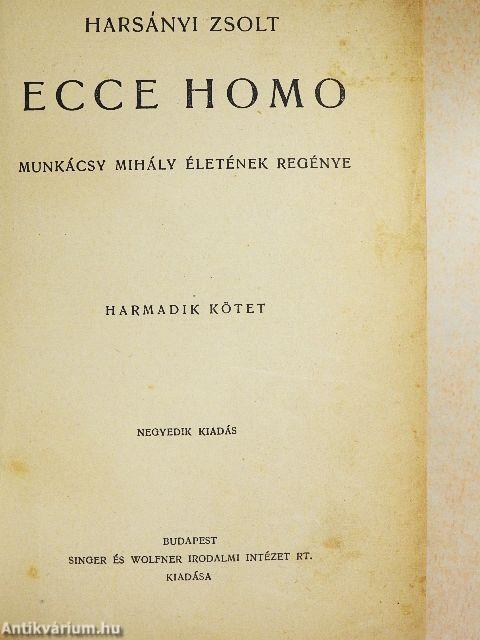 HARSÁNYI ZSOLT
ECCE HOMO
MUNKÁCSY MIHÁLY ÉLETÉNEK REGÉNYE
HARMADIK KÖTET
NEGYEDIK KIADÁS
BUDAPEST
SINGER ÉS WOLFNER IRODALMI INTÉZET RT.
KIADÁSA
Antikvárium.hu